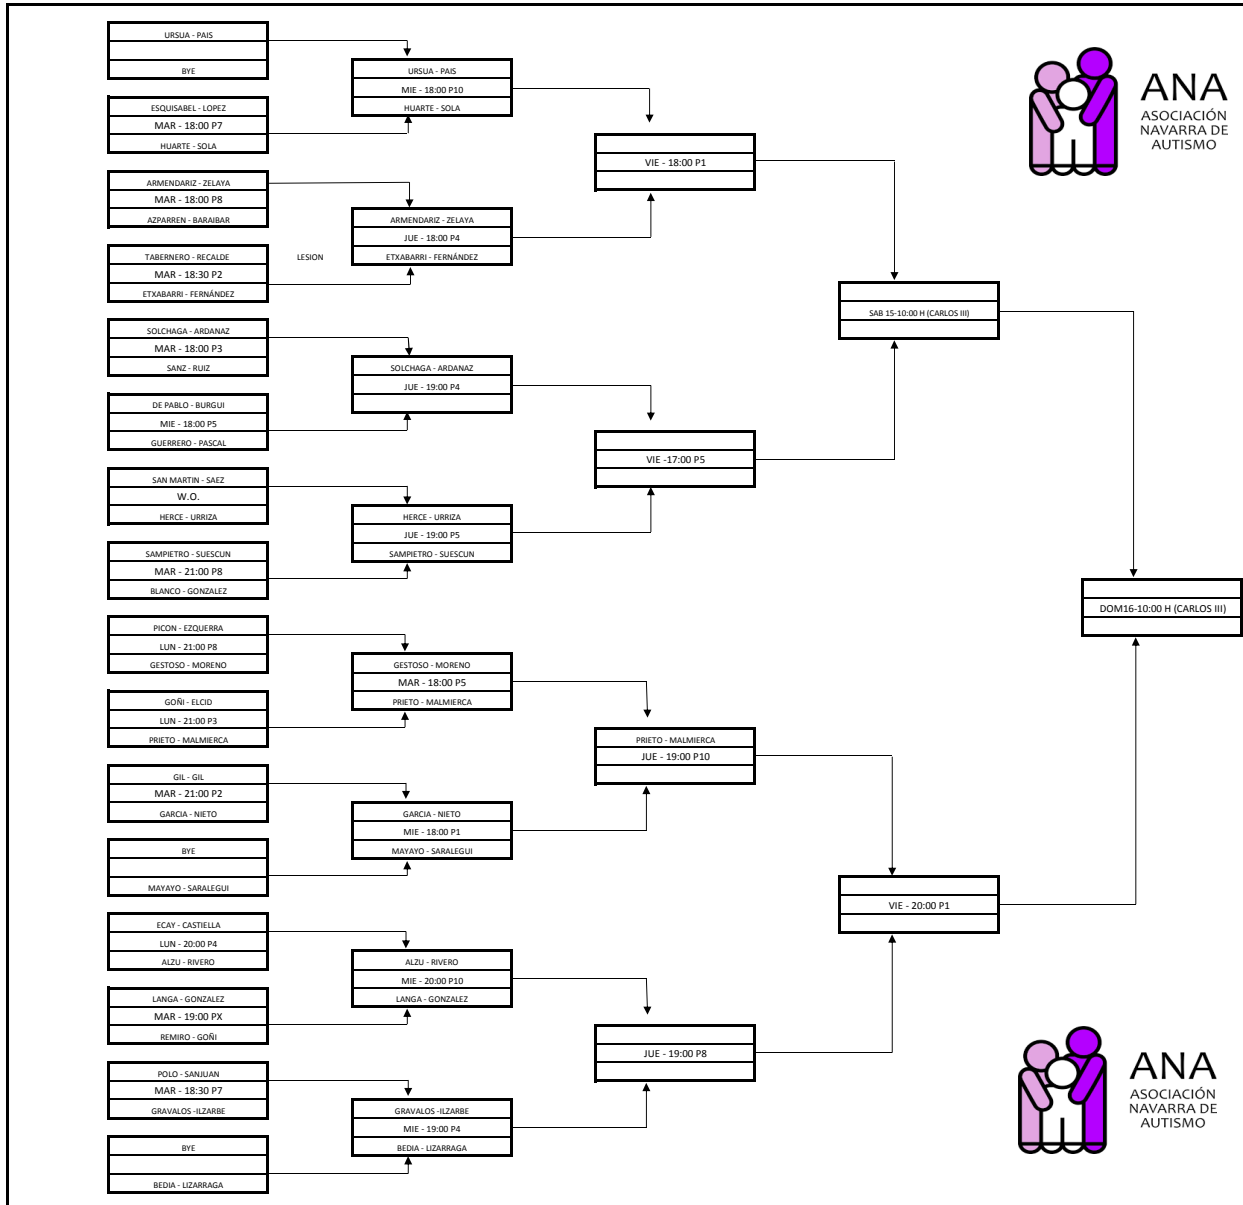 URSUA - PAIS
BYE
ESQUISABEL - LOPEZ
MAR - 18:00 P7
HUARTE - SOLA
ARMENDARIZ - ZELAYA
MAR - 18:00 P8
AZPARREN - BARAIBAR
TABERNERO - RECALDE
MAR - 18:30 P2
ETXABARRI - FERNÁNDEZ
LESION
SOLCHAGA - ARDANAZ
MAR - 18:00 P3
SANZ - RUIZ
DE PABLO - BURGUI
MIE - 18:00 P5
GUERRERO - PASCAL
SAN MARTIN - SAEZ
W.O.
HERCE - URRIZA
SAMPIETRO - SUESCUN
MAR - 21:00 P8
BLANCO - GONZALEZ
PICON - EZQUERRA
LUN - 21:00 P8
GESTOSO - MORENO
GOÑI - ELCID
LUN - 21:00 P3
PRIETO - MALMIERCA
GIL - GIL
MAR - 21:00 P2
GARCIA - NIETO
BYE
MAYAYO - SARALEGUI
ECAY - CASTIELLA
LUN - 20:00 P4
ALZU - RIVERO
LANGA - GONZALEZ
MAR - 19:00 PX
REMIRO - GOÑI
POLO - SANJUAN
MAR - 18:30 P7
GRAVALOS -ILZARBE
BYE
BEDIA - LIZARRAGA
URSUA - PAIS
MIE - 18:00 P10
HUARTE - SOLA
ARMENDARIZ - ZELAYA
JUE - 18:00 P4
ETXABARRI - FERNÁNDEZ
SOLCHAGA - ARDANAZ
JUE - 19:00 P4
HERCE - URRIZA
JUE - 19:00 P5
SAMPIETRO - SUESCUN
GESTOSO - MORENO
MAR - 18:00 P5
PRIETO - MALMIERCA
GARCIA - NIETO
MIE - 18:00 P1
MAYAYO - SARALEGUI
ALZU - RIVERO
MIE - 20:00 P10
LANGA - GONZALEZ
GRAVALOS -ILZARBE
MIE - 19:00 P4
BEDIA - LIZARRAGA
VIE - 18:00 P1
VIE -17:00 P5
PRIETO - MALMIERCA
JUE - 19:00 P10
JUE - 19:00 P8
SAB 15-10:00 H (CARLOS III)
VIE - 20:00 P1
DOM16-10:00 H (CARLOS III)
ANA
ASOCIACIÓN
NAVARRA DE
AUTISMO
ANA
ASOCIACIÓN
NAVARRA DE
AUTISMO